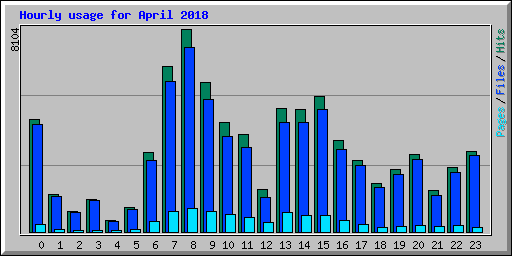 Hourly usage for April 2018
8104
Pages/Files/Hits
0 1 2 3 4 5 6 7 8 9 10 11 12 13 14 15 16 17 18 19 20 21 22 23